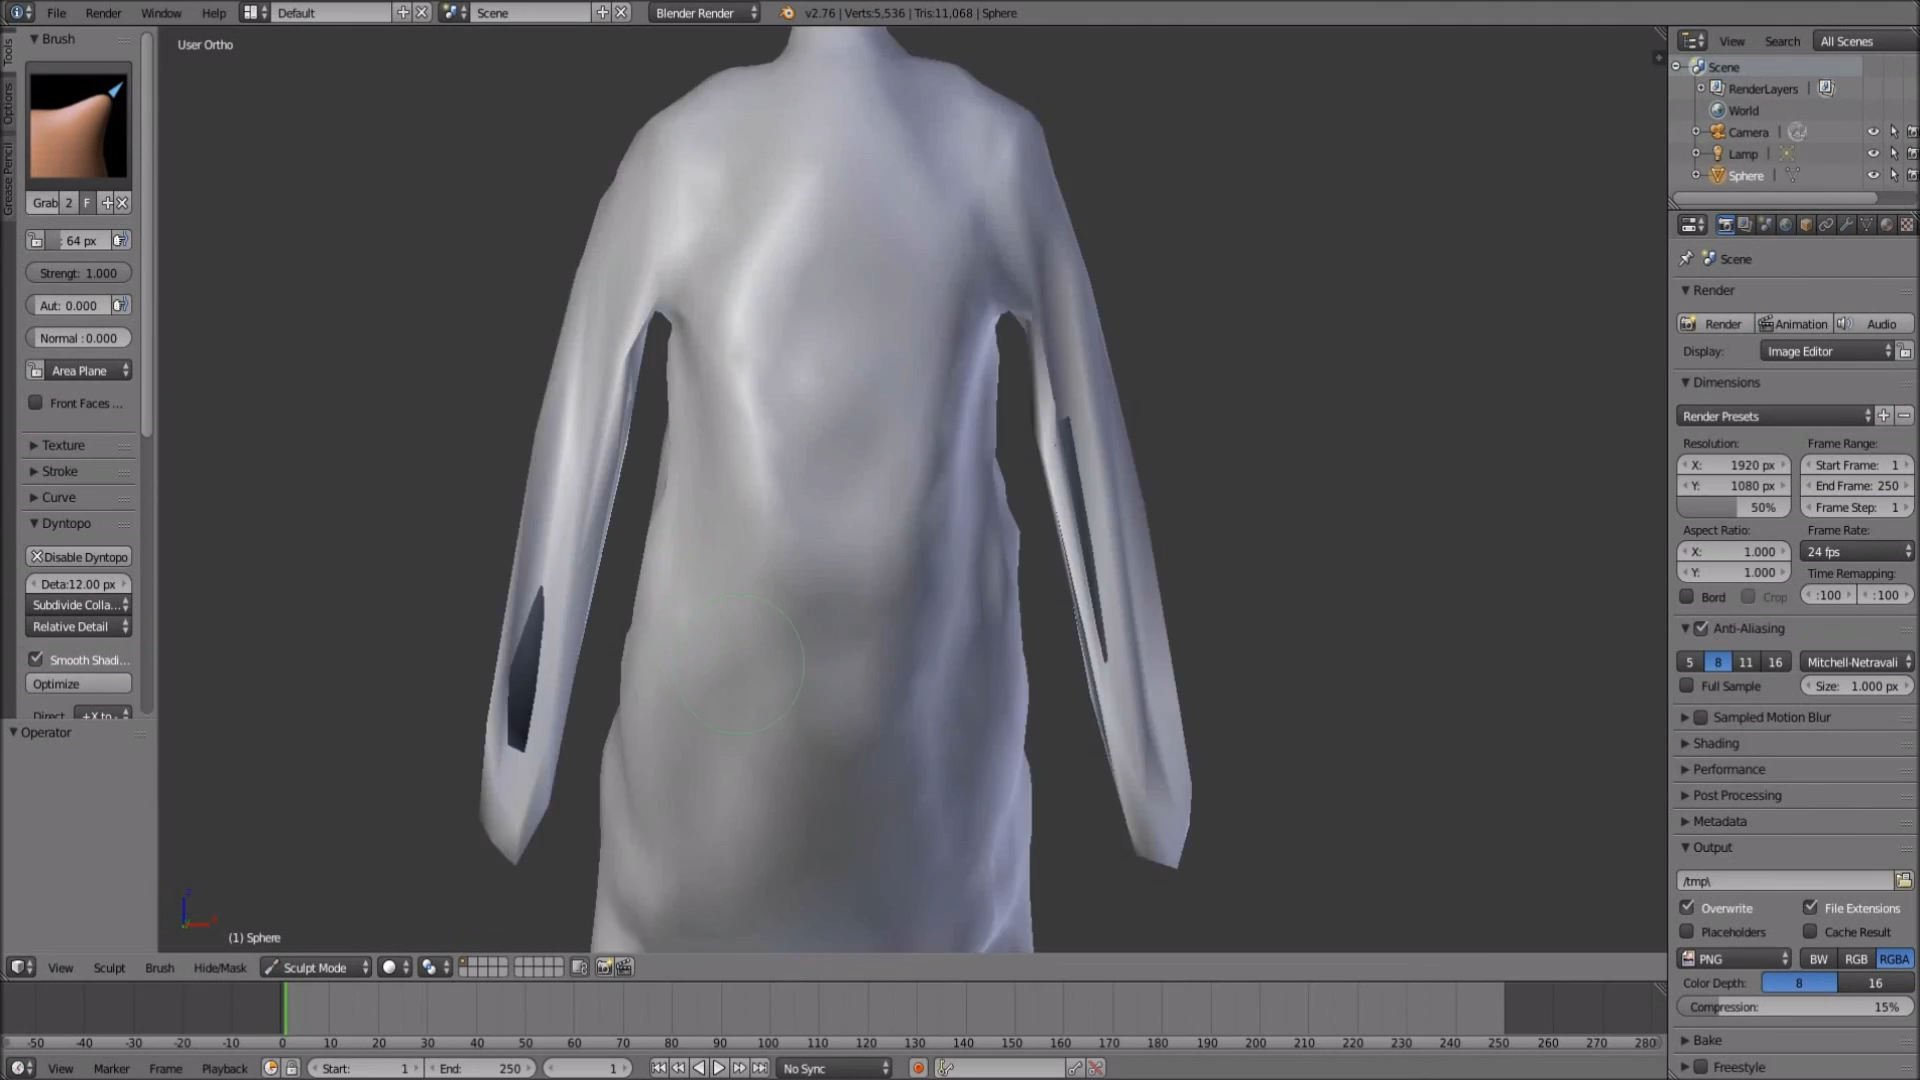 File Render Window Help Default Scene Blender Render v2.76 | Verts:5,536 | Tris:11,068 | Sphere
Tools
Options
Grease Pencil
Brush
Grab 2 F
: 64 px
Strengt: 1.000
Aut: 0.000
Normal : 0.000
Area Plane
Front Faces ...
Texture
Stroke
Curve
Dyntopo
Disable Dyntopo
Deta:12.00 px
Subdivide Colla...
Relative Detail
Smooth Shadi...
Optimize
Direct +X to
Operator
User Ortho
(1) Sphere
View Sculpt Brush Hide/Mask Sculpt Mode
-50 -40 -30 -20 -10 0 10 20 30 40 50 60 70 80 90 100 110 120 130 140 150 160 170 180 190 200 210 220 230 240 250 260 270 280
View Marker Frame Playback Start: 1 End: 250 1 No Sync
View Search All Scenes
Scene
RenderLayers |
World
Camera |
Lamp |
Sphere |
Scene
Render
Render Animation Audio
Display: Image Editor
Dimensions
Render Presets
Resolution: Frame Range:
X: 1920 px Start Frame: 1
Y: 1080 px End Frame: 250
50% Frame Step: 1
Aspect Ratio: Frame Rate:
X: 1.000 24 fps
Y: 1.000 Time Remapping:
Bord Crop :100 :100
Anti-Aliasing
5 8 11 16 Mitchell-Netravali
Full Sample Size: 1.000 px
Sampled Motion Blur
Shading
Performance
Post Processing
Metadata
Output
/tmp\
Overwrite File Extensions
Placeholders Cache Result
PNG BW RGB RGBA
Color Depth: 8 16
Compression: 15%
Bake
Freestyle